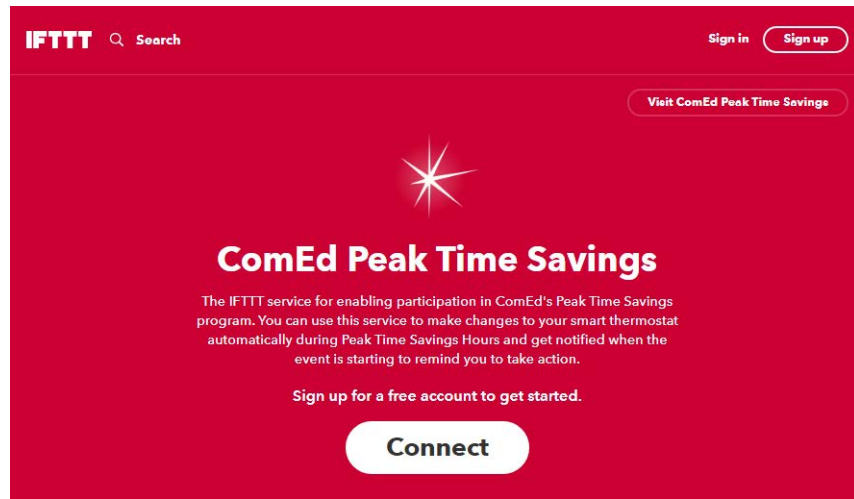 IFTTT Search Sign in Sign up
Visit ComEd Peak Time Savings
ComEd Peak Time Savings
The IFTTT service for enabling participation in ComEd's Peak Time Savings
program. You can use this service to make changes to your smart thermostat
automatically during Peak Time Savings Hours and get notified when the
event is starting to remind you to take action.
Sign up for a free account to get started.
Connect